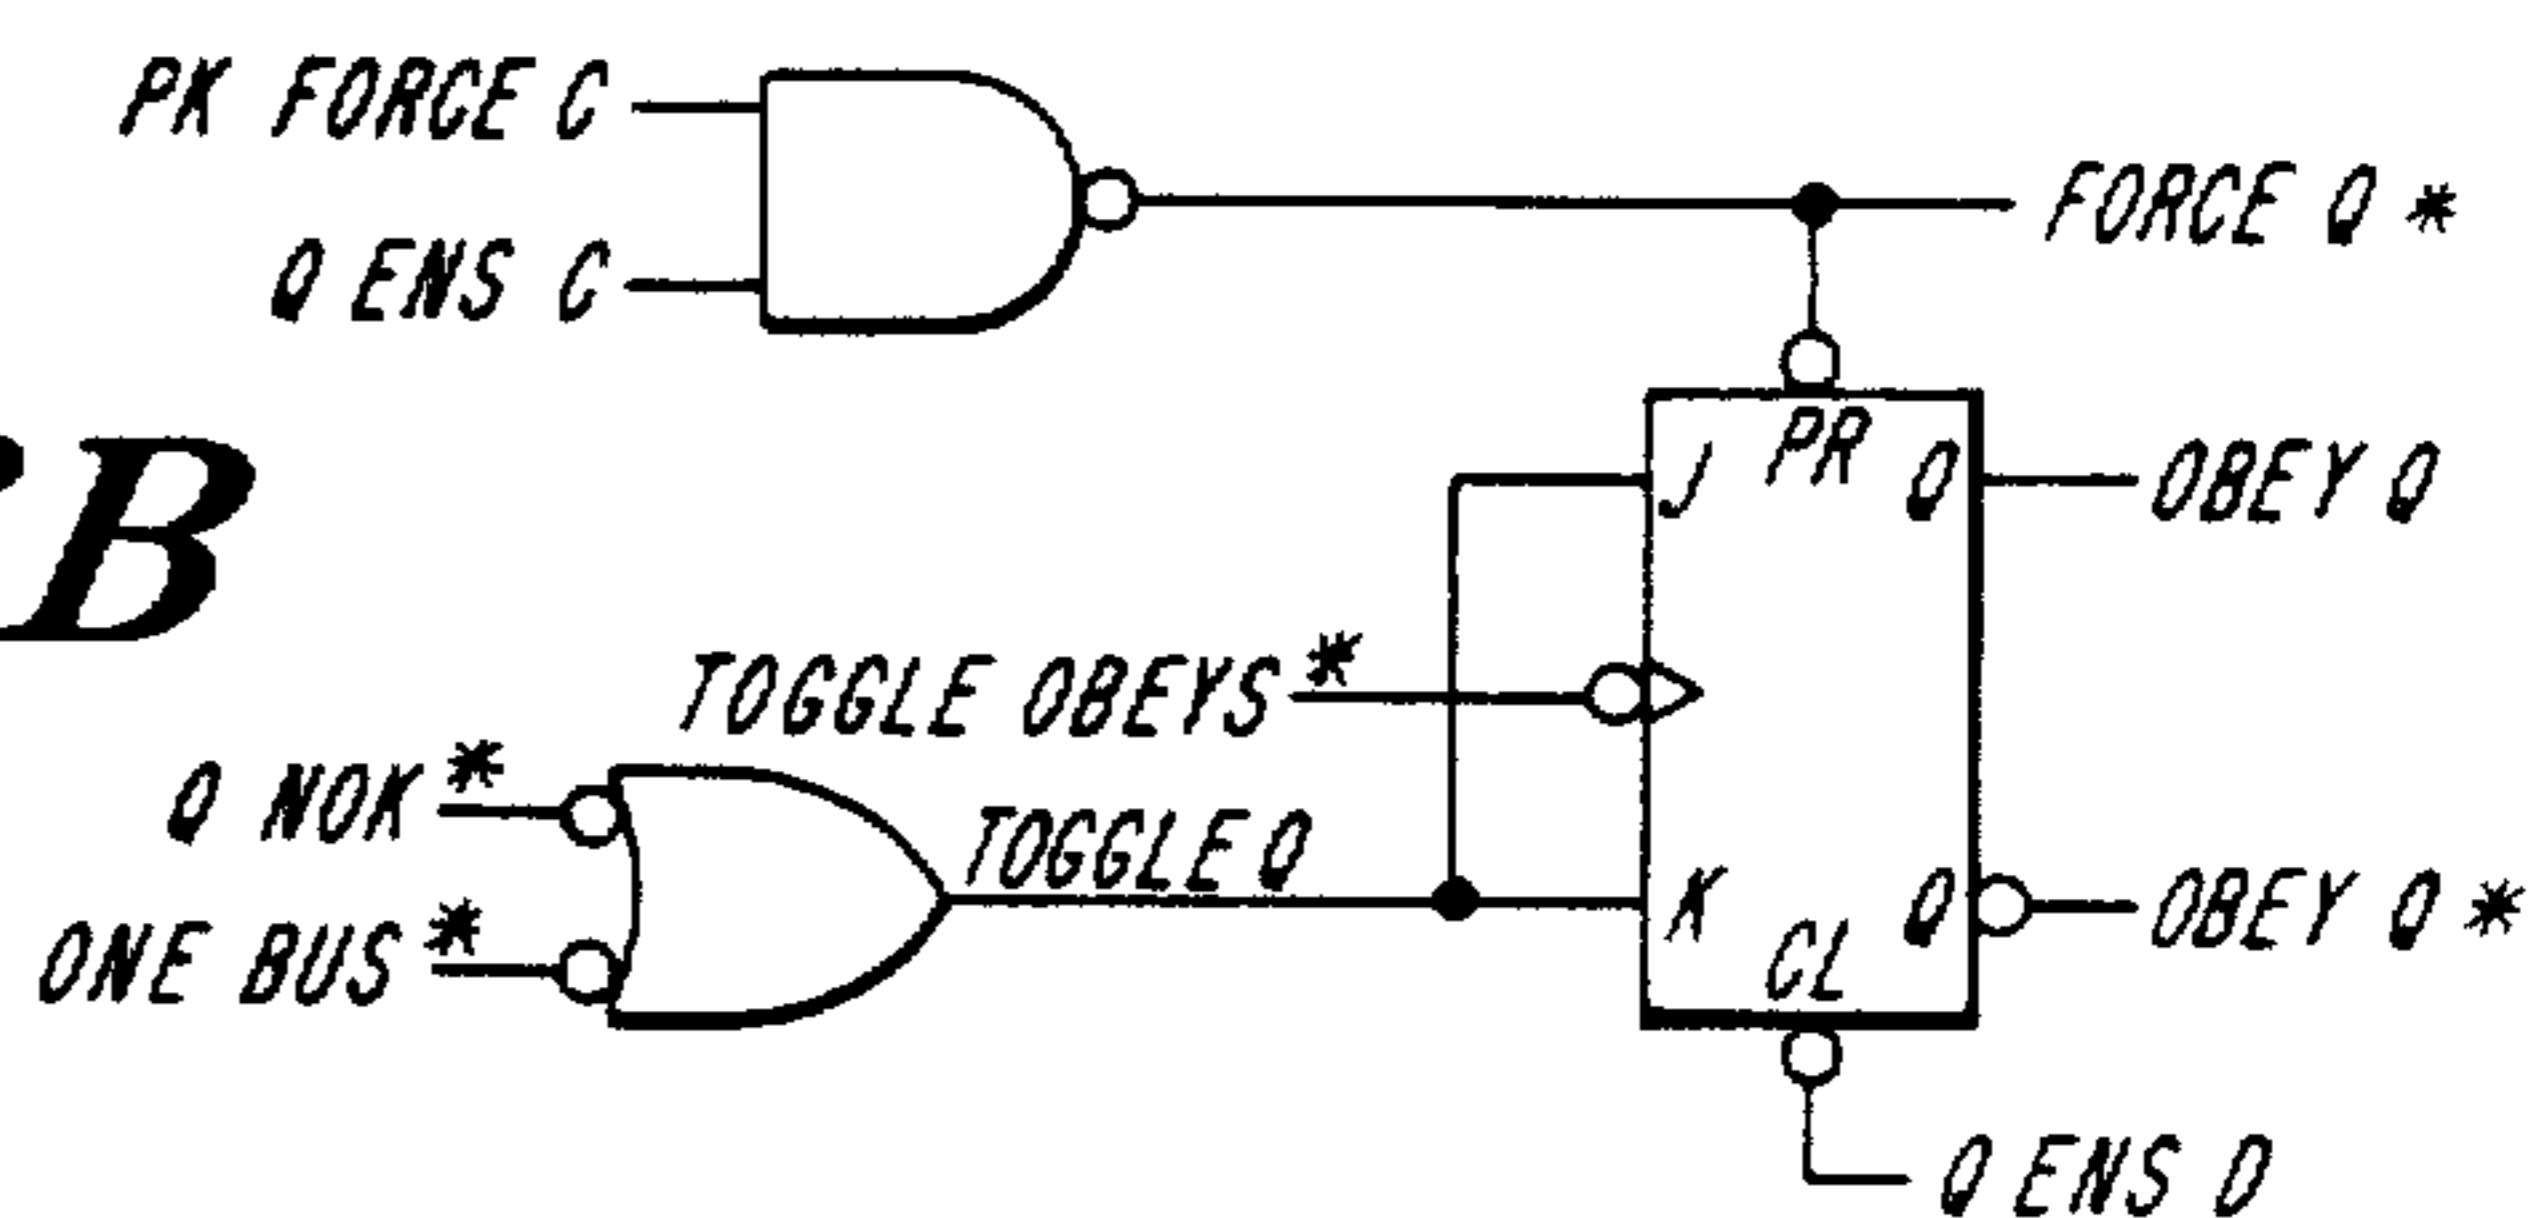 PK FORCE C
Q ENS C
FORCE Q *
PR
J
Q
OBEY Q
B
TOGGLE OBEYS*
Q NOK*
TOGGLE Q
ONE BUS*
K
Q
OBEY Q *
CL
Q ENS D